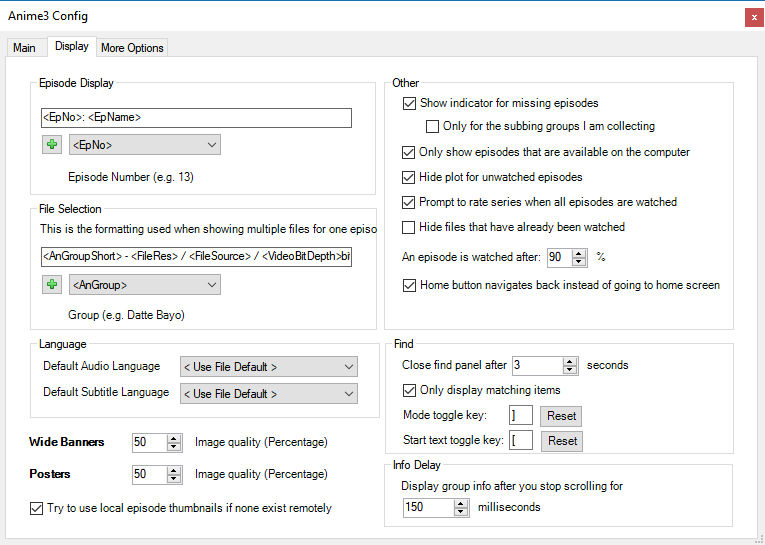 Anime3 Config
x
Main
Display
More Options
Episode Display
<EpNo>: <EpName>
<EpNo>
Episode Number (e.g. 13)
File Selection
This is the formatting used when showing multiple files for one episo
<AnGroupShort> - <FileRes> / <FileSource> / <VideoBitDepth>bi
<AnGroup>
Group (e.g. Datte Bayo)
Language
Default Audio Language
< Use File Default >
Default Subtitle Language
< Use File Default >
Wide Banners
50
Image quality (Percentage)
Posters
50
Image quality (Percentage)
Try to use local episode thumbnails if none exist remotely
Other
Show indicator for missing episodes
Only for the subbing groups I am collecting
Only show episodes that are available on the computer
Hide plot for unwatched episodes
Prompt to rate series when all episodes are watched
Hide files that have already been watched
An episode is watched after: 90 %
Home button navigates back instead of going to home screen
Find
Close find panel after 3 seconds
Only display matching items
Mode toggle key: ] Reset
Start text toggle key: [ Reset
Info Delay
Display group info after you stop scrolling for
150 milliseconds